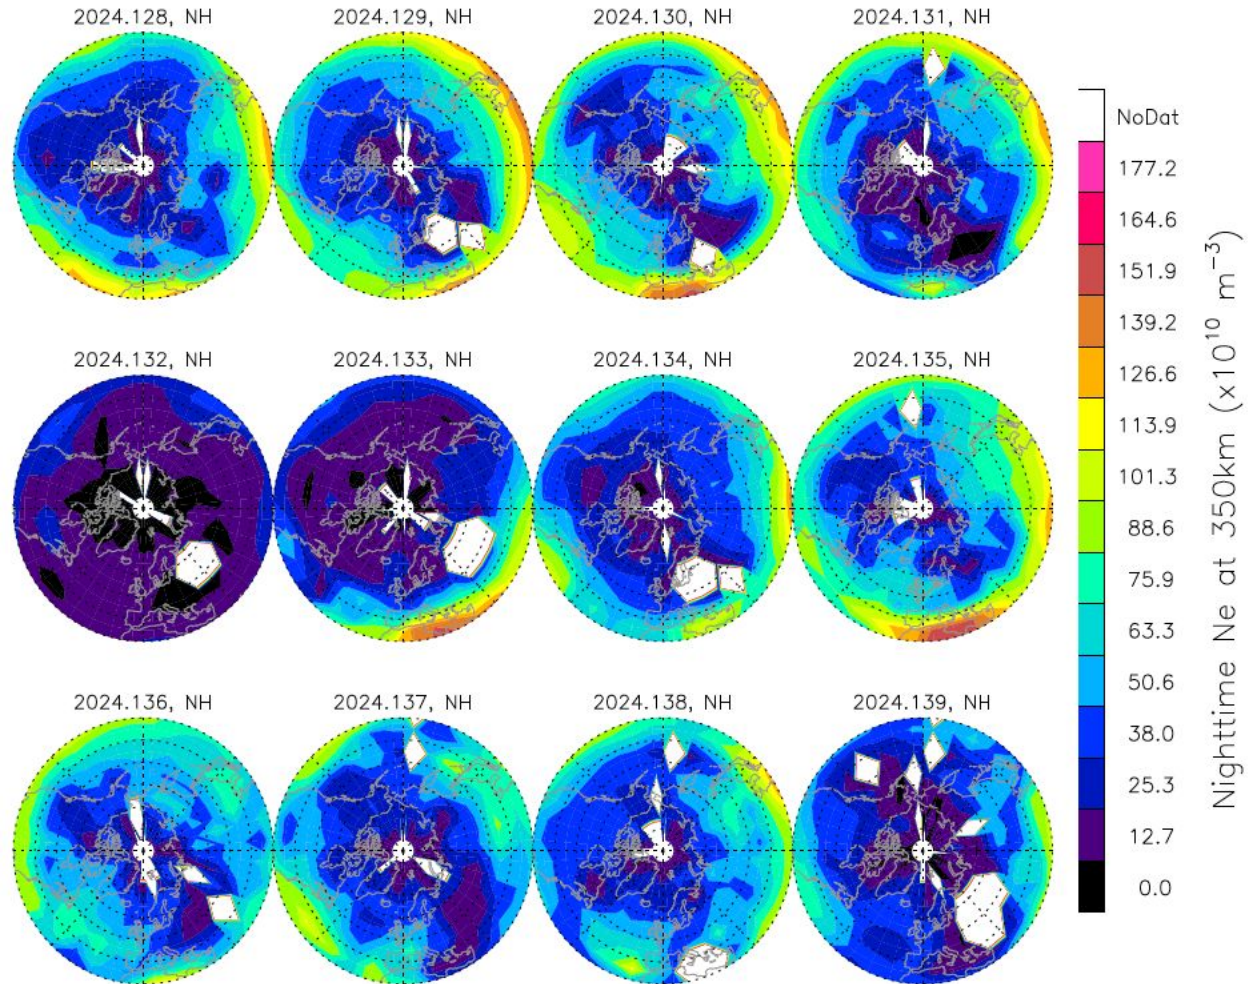 2024.128, NH
2024.129, NH
2024.130, NH
2024.131, NH
2024.132, NH
2024.133, NH
2024.134, NH
2024.135, NH
2024.136, NH
2024.137, NH
2024.138, NH
2024.139, NH
NoDat
177.2
164.6
151.9
139.2
126.6
113.9
101.3
88.6
75.9
63.3
50.6
38.0
25.3
12.7
0.0
Nighttime Ne at 350km (x10¹⁰ m⁻³)